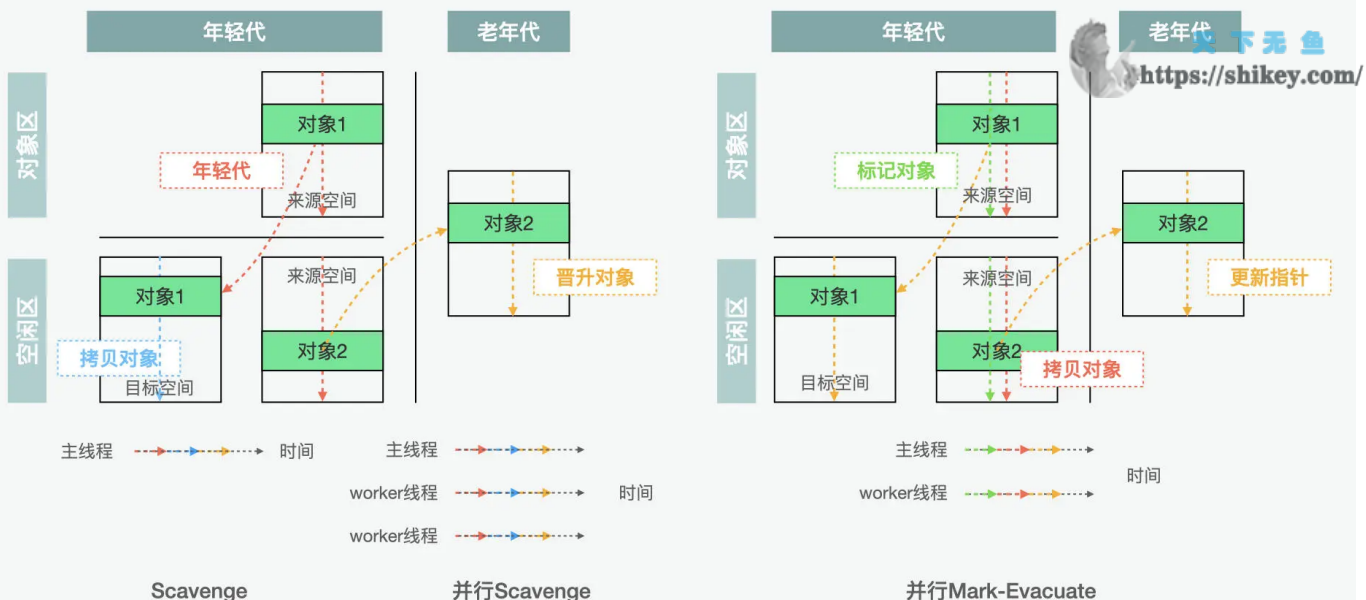 年轻代
老年代
年轻代
老年代
天下无鱼
https://shikey.com/
对象区
对象1
年轻代
来源空间
对象2
晋升对象
空闲区
对象1
来源空间
拷贝对象
对象2
目标空间
对象区
对象1
标记对象
来源空间
对象2
更新指针
空闲区
对象1
来源空间
对象2
拷贝对象
目标空间
主线程
时间
主线程
worker线程
时间
worker线程
主线程
时间
worker线程
Scavenge
并行Scavenge
并行Mark-Evacuate